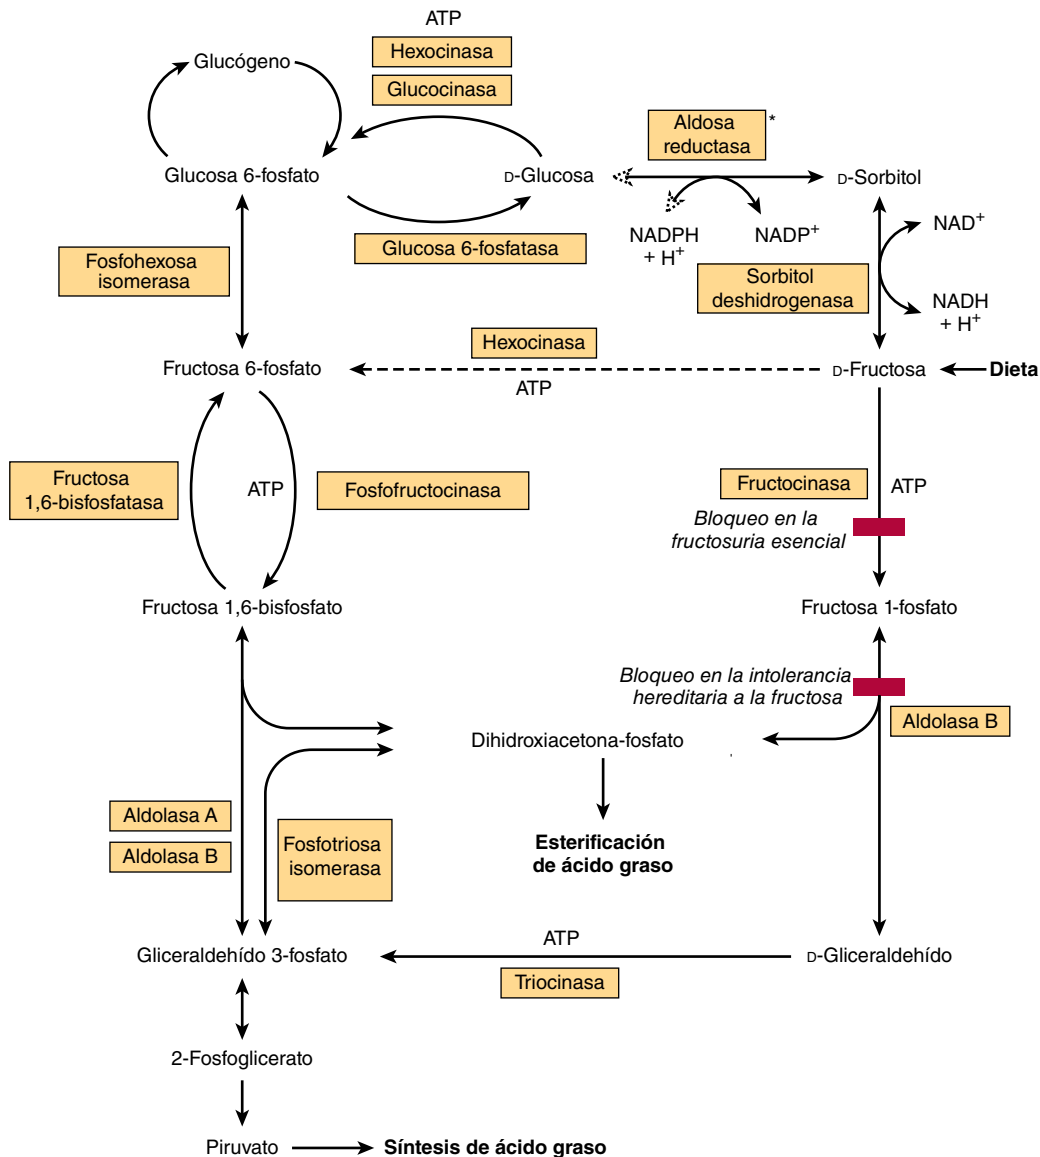 ATP
Hexocinasa
Glucógeno
Glucocinasa
Aldosa *
reductasa
Glucosa 6-fosfato
D-Glucosa
D-Sorbitol
NADPH
+ H+
NADP+
NAD+
Glucosa 6-fosfatasa
Fosfohexosa
isomerasa
Sorbitol
deshidrogenasa
NADH
+ H+
Hexocinasa
Fructosa 6-fosfato
ATP
D-Fructosa
Dieta
Fructosa
1,6-bisfosfatasa
ATP
Fosfofructocinasa
Fructocinasa
ATP
Bloqueo en la
fructosuria esencial
Fructosa 1,6-bisfosfato
Fructosa 1-fosfato
Bloqueo en la intolerancia
hereditaria a la fructosa
Aldolasa B
Dihidroxiacetona-fosfato
Aldolasa A
Aldolasa B
Fosfotriosa
isomerasa
Esterificación
de ácido graso
ATP
Gliceraldehído 3-fosfato
D-Gliceraldehído
Triocinasa
2-Fosfoglicerato
Piruvato
Síntesis de ácido graso